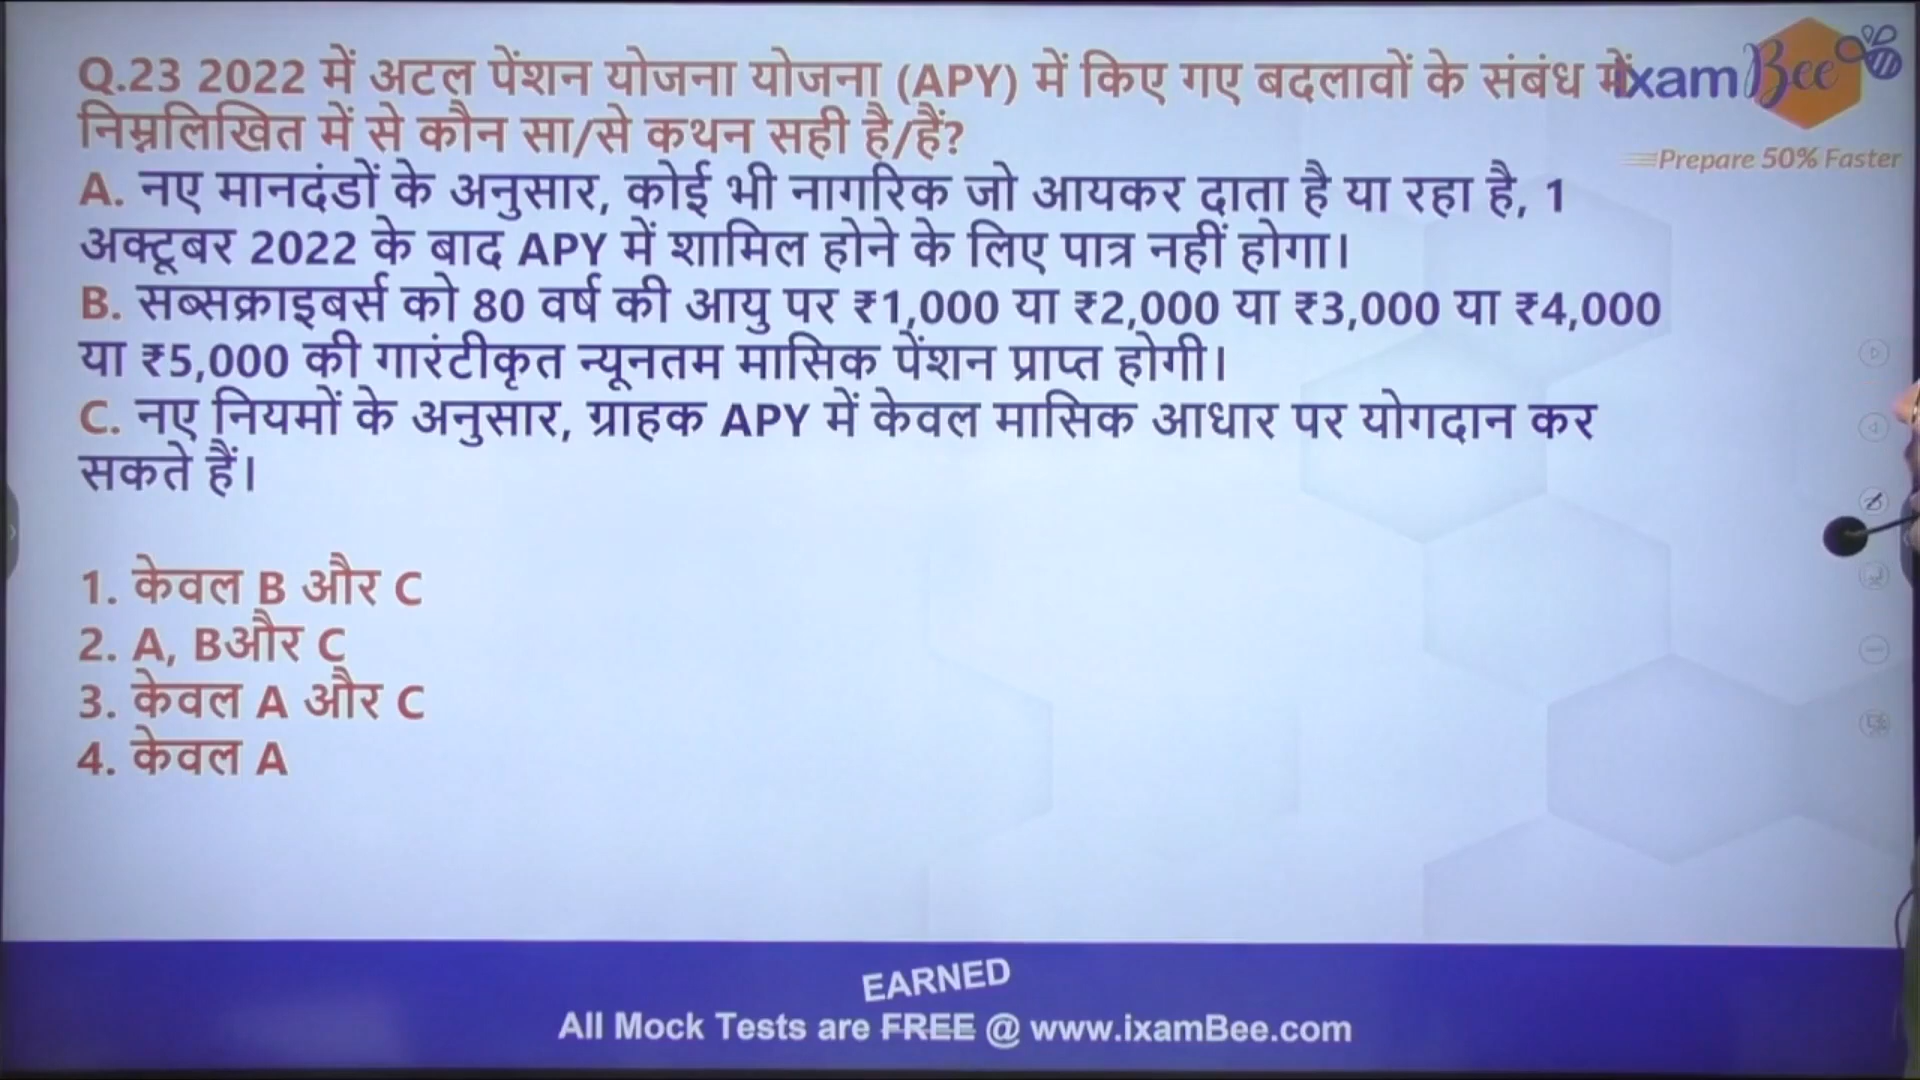 Q.23 2022 में अटल पेंशन योजना योजना (APY) में किए गए बदलावों के संबंध में
निम्नलिखित में से कौन सा/से कथन सही है/हैं?
A. नए मानदंडों के अनुसार, कोई भी नागरिक जो आयकर दाता है या रहा है, 1
अक्टूबर 2022 के बाद APY में शामिल होने के लिए पात्र नहीं होगा।
B. सब्सक्राइबर्स को 80 वर्ष की आयु पर ₹1,000 या ₹2,000 या ₹3,000 या ₹4,000
या ₹5,000 की गारंटीकृत न्यूनतम मासिक पेंशन प्राप्त होगी।
C. नए नियमों के अनुसार, ग्राहक APY में केवल मासिक आधार पर योगदान कर
सकते हैं।
1. केवल B और C
2. A, Bऔर C
3. केवल A और C
4. केवल A
ixamBee
Prepare 50% Faster
EARNED
All Mock Tests are FREE @ www.ixamBee.com